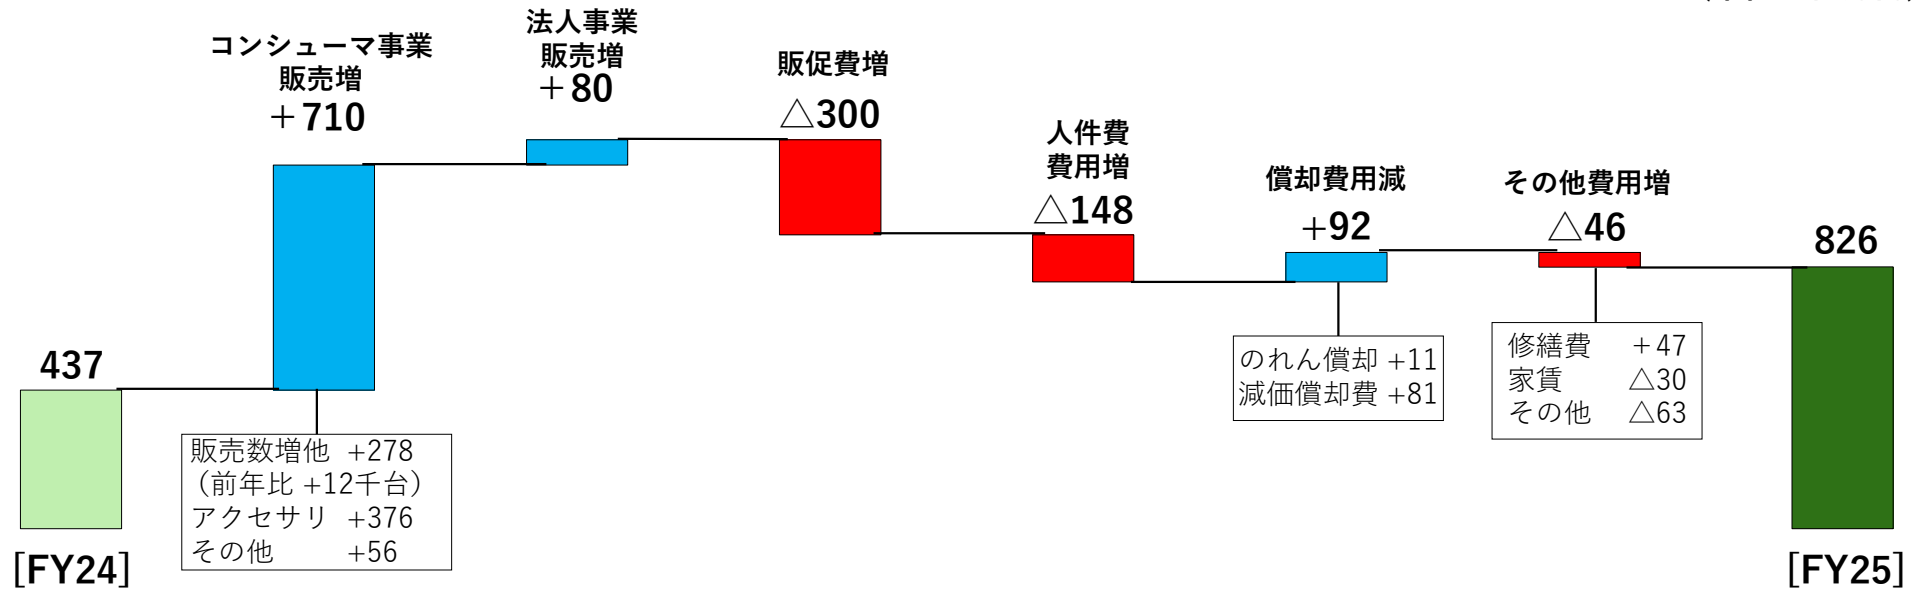 コンシューマ事業
販売増
＋710
法人事業
販売増
＋80
販促費増
△300
人件費
費用増
△148
償却費用減
+92
その他費用増
△46
826
437
のれん償却 +11
減価償却費 +81
修繕費 ＋47
家賃 △30
その他 △63
販売数増他 +278
（前年比 +12千台）
アクセサリ +376
その他 +56
[FY24]
[FY25]